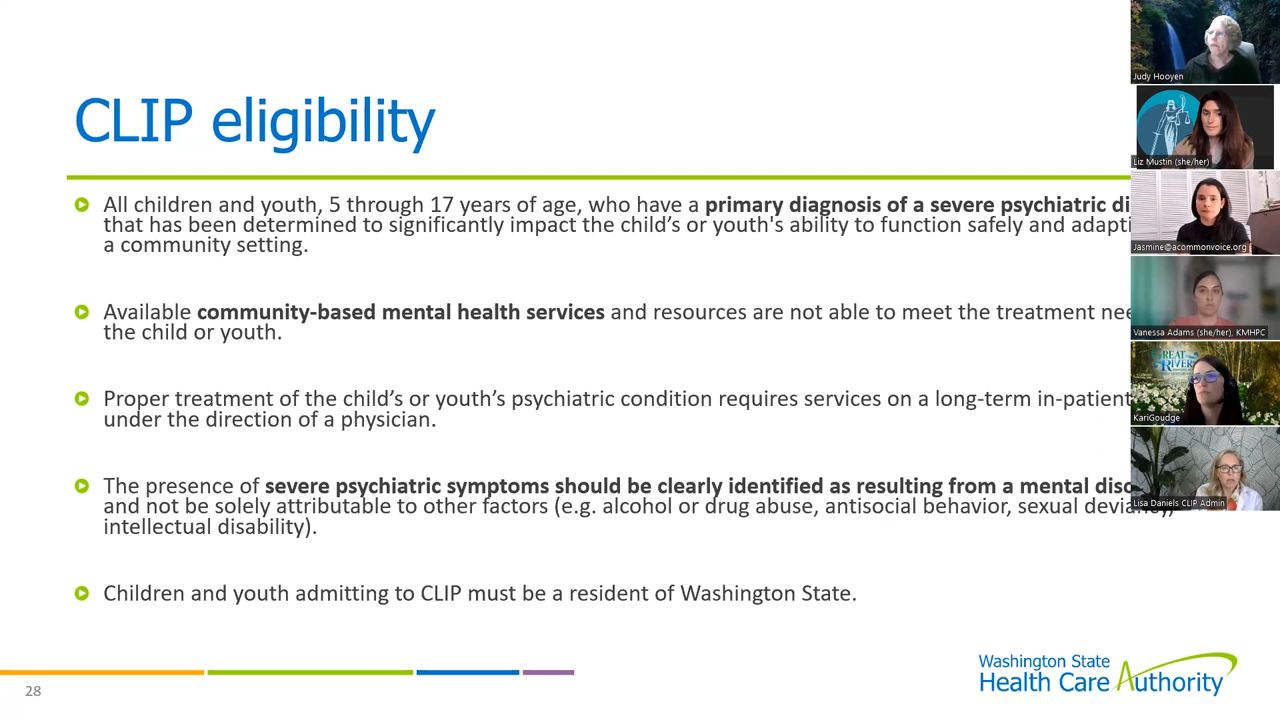 CLIP eligibility
All children and youth, 5 through 17 years of age, who have a primary diagnosis of a severe psychiatric
that has been determined to significantly impact the child's or youth's ability to function safely and
a community setting.
Available community-based mental health services and resources are not able to meet the treatment
the child or youth.
Proper treatment of the child's or youth's psychiatric condition requires services on a long-term in-patient
under the direction of a physician.
The presence of severe psychiatric symptoms should be clearly identified as resulting from a mental
and not be solely attributable to other factors (e.g. alcohol or drug abuse, antisocial behavior, sexual
intellectual disability).
Children and youth admitting to CLIP must be a resident of Washington State.
28
Washington State
Health Care Authority
Judy Hooyen
Liz Mustin (she/her)
Jasmine@acommonvoice.org
Vanessa Adams (she/her), KMHPC
GREAT
KariGoudge
Lisa Daniels CLIP Admin